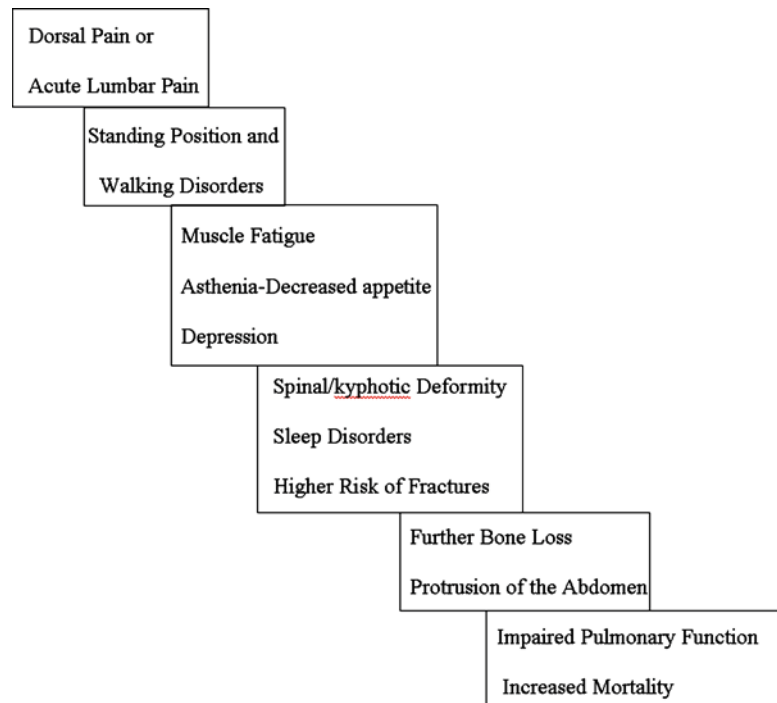 Dorsal Pain or
Acute Lumbar Pain
Standing Position and
Walking Disorders
Muscle Fatigue
Asthenia-Decreased appetite
Depression
Spinal/kyphotic Deformity
Sleep Disorders
Higher Risk of Fractures
Further Bone Loss
Protrusion of the Abdomen
Impaired Pulmonary Function
Increased Mortality